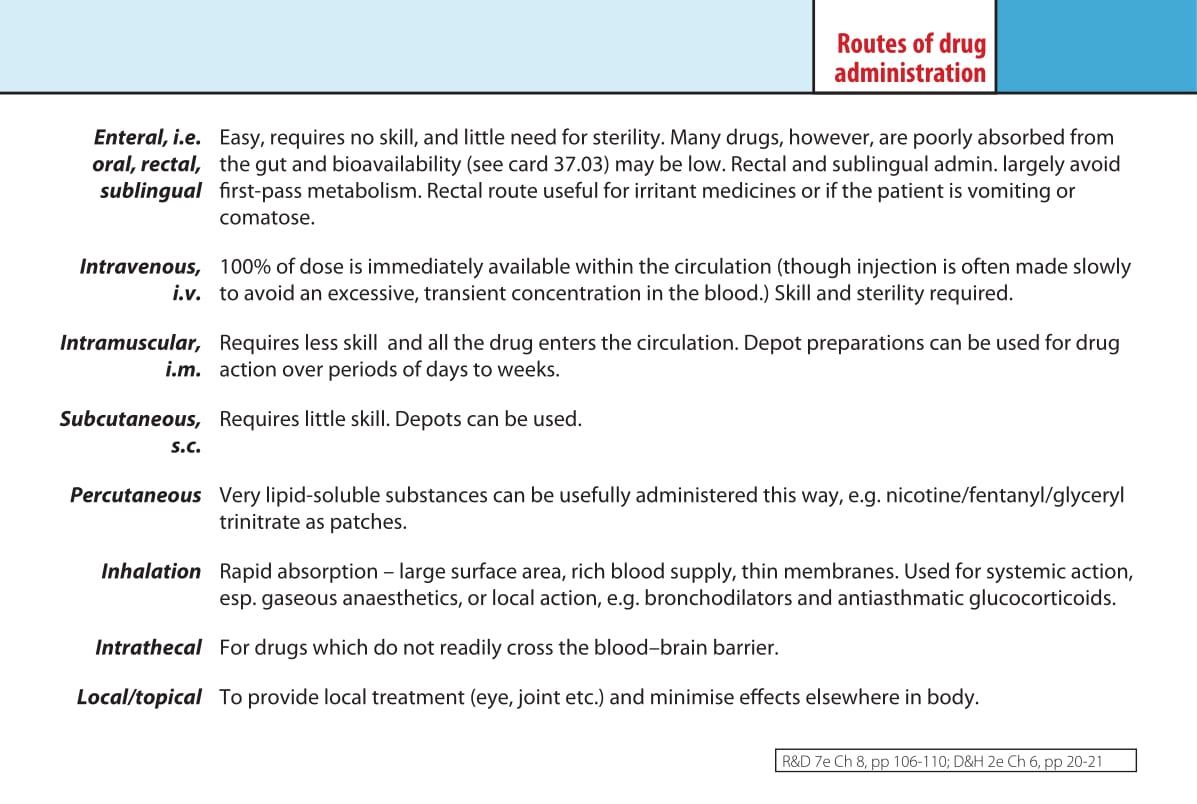 Routes of drug
administration
Enteral, i.e. Easy, requires no skill, and little need for sterility. Many drugs, however, are poorly absorbed from
oral, rectal, the gut and bioavailability (see card 37.03) may be low. Rectal and sublingual admin. largely avoid
sublingual first-pass metabolism. Rectal route useful for irritant medicines or if the patient is vomiting or
comatose.
Intravenous, 100% of dose is immediately available within the circulation (though injection is often made slowly
i.v. to avoid an excessive, transient concentration in the blood.) Skill and sterility required.
Intramuscular, Requires less skill and all the drug enters the circulation. Depot preparations can be used for drug
i.m. action over periods of days to weeks.
Subcutaneous, Requires little skill. Depots can be used.
s.c.
Percutaneous Very lipid-soluble substances can be usefully administered this way, e.g. nicotine/fentanyl/glyceryl
trinitrate as patches.
Inhalation Rapid absorption – large surface area, rich blood supply, thin membranes. Used for systemic action,
esp. gaseous anaesthetics, or local action, e.g. bronchodilators and antiasthmatic glucocorticoids.
Intrathecal For drugs which do not readily cross the blood–brain barrier.
Local/topical To provide local treatment (eye, joint etc.) and minimise effects elsewhere in body.
R&D 7e Ch 8, pp 106-110; D&H 2e Ch 6, pp 20-21